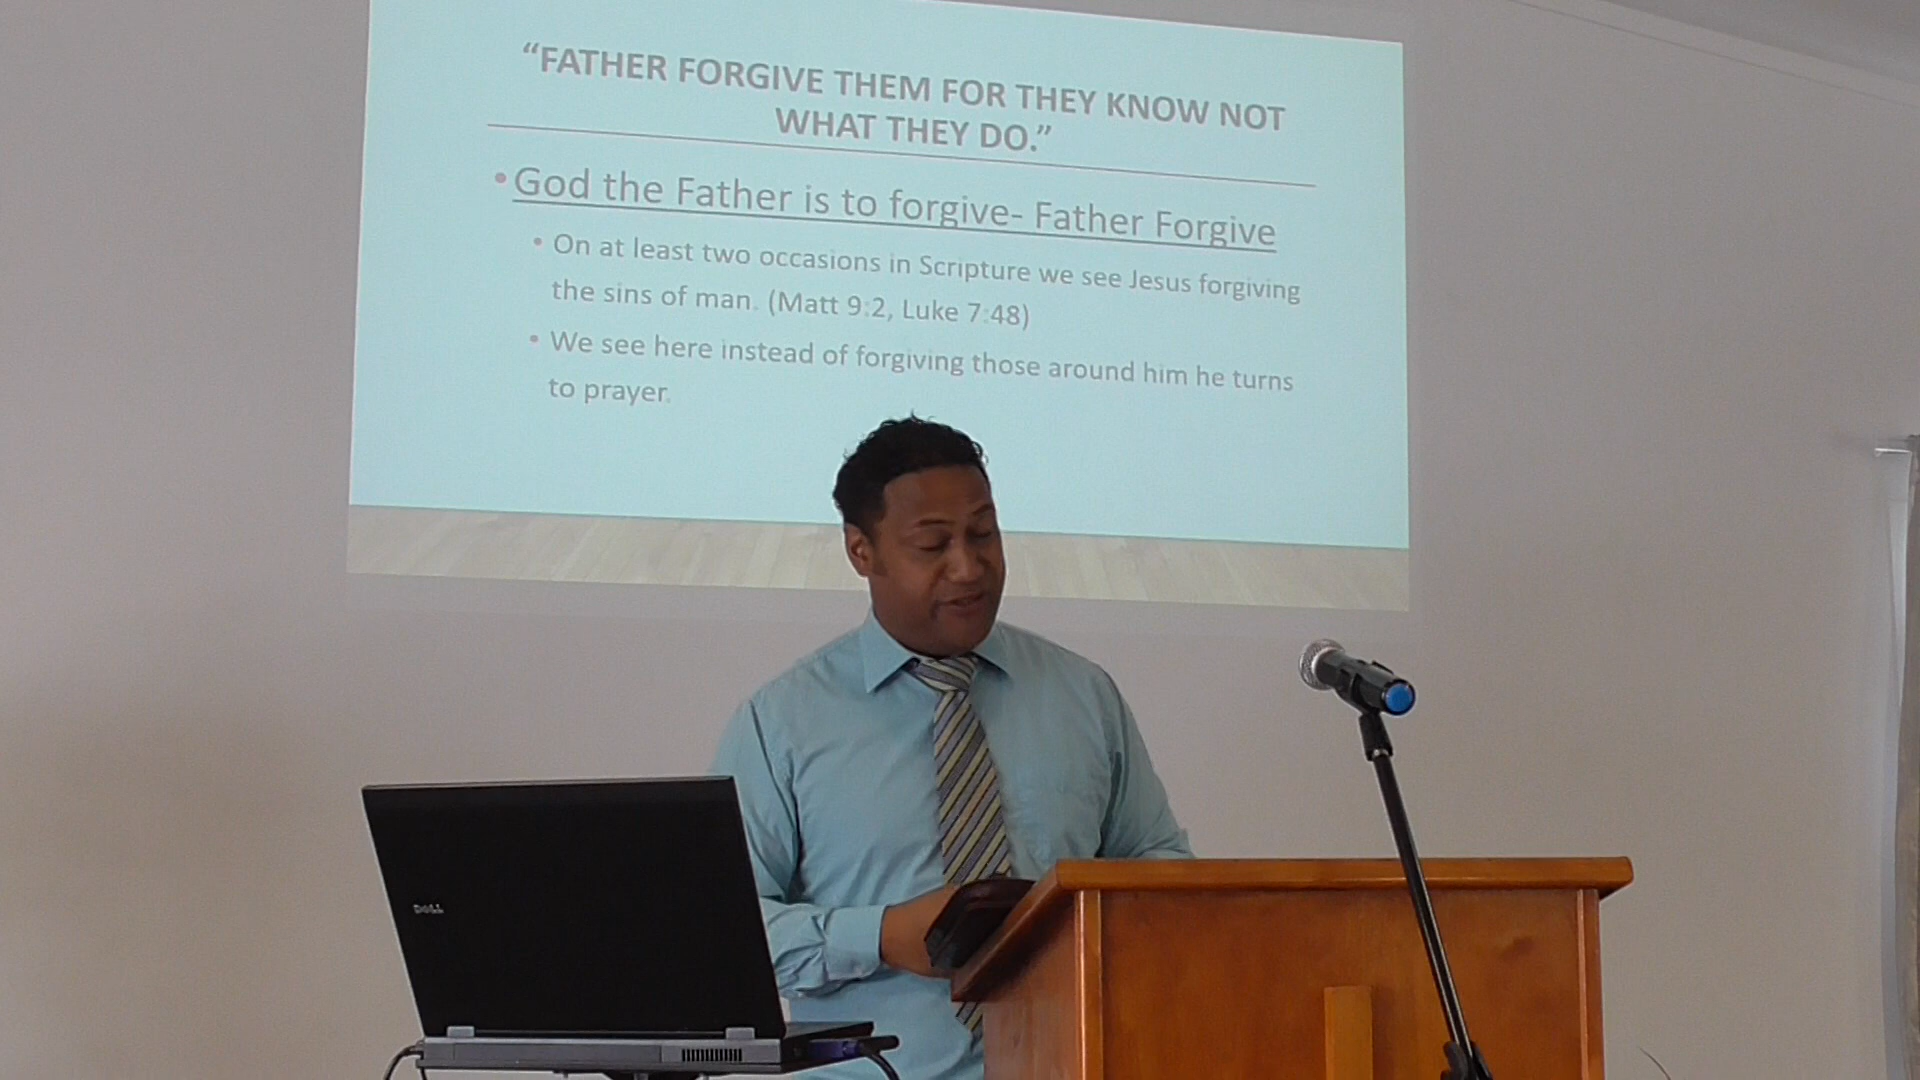 “FATHER FORGIVE THEM FOR THEY KNOW NOT
WHAT THEY DO.”
• God the Father is to forgive- Father Forgive
• On at least two occasions in Scripture we see Jesus forgiving
the sins of man. (Matt 9:2, Luke 7:48)
• We see here instead of forgiving those around him he turns
to prayer.
DELL